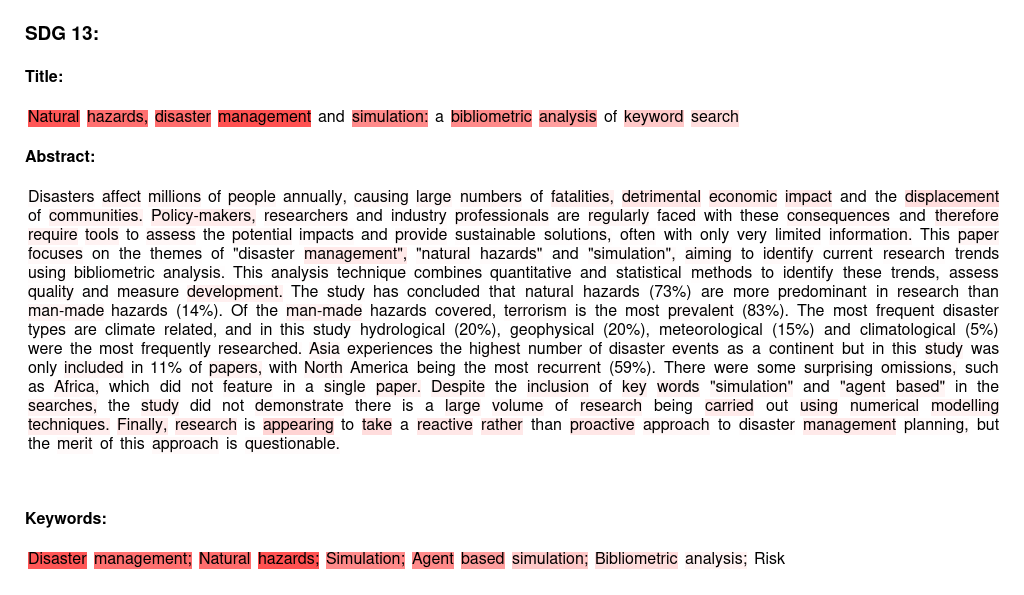 SDG 13:
Title:
Natural hazards, disaster management and simulation: a bibliometric analysis of keyword search
Abstract:
Disasters affect millions of people annually, causing large numbers of fatalities, detrimental economic impact and the displacement
of communities. Policy-makers, researchers and industry professionals are regularly faced with these consequences and therefore
require tools to assess the potential impacts and provide sustainable solutions, often with only very limited information. This paper
focuses on the themes of "disaster management", "natural hazards" and "simulation", aiming to identify current research trends
using bibliometric analysis. This analysis technique combines quantitative and statistical methods to identify these trends, assess
quality and measure development. The study has concluded that natural hazards (73%) are more predominant in research than
man-made hazards (14%). Of the man-made hazards covered, terrorism is the most prevalent (83%). The most frequent disaster
types are climate related, and in this study hydrological (20%), geophysical (20%), meteorological (15%) and climatological (5%)
were the most frequently researched. Asia experiences the highest number of disaster events as a continent but in this study was
only included in 11% of papers, with North America being the most recurrent (59%). There were some surprising omissions, such
as Africa, which did not feature in a single paper. Despite the inclusion of key words "simulation" and "agent based" in the
searches, the study did not demonstrate there is a large volume of research being carried out using numerical modelling
techniques. Finally, research is appearing to take a reactive rather than proactive approach to disaster management planning, but
the merit of this approach is questionable.
Keywords:
Disaster management; Natural hazards; Simulation; Agent based simulation; Bibliometric analysis; Risk